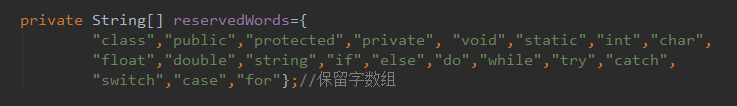 private String[] reservedWords={
"class","public","protected","private", "void","static","int","char",
"float","double","string","if","else","do","while","try","catch",
"switch","case","for"};//保留字数组